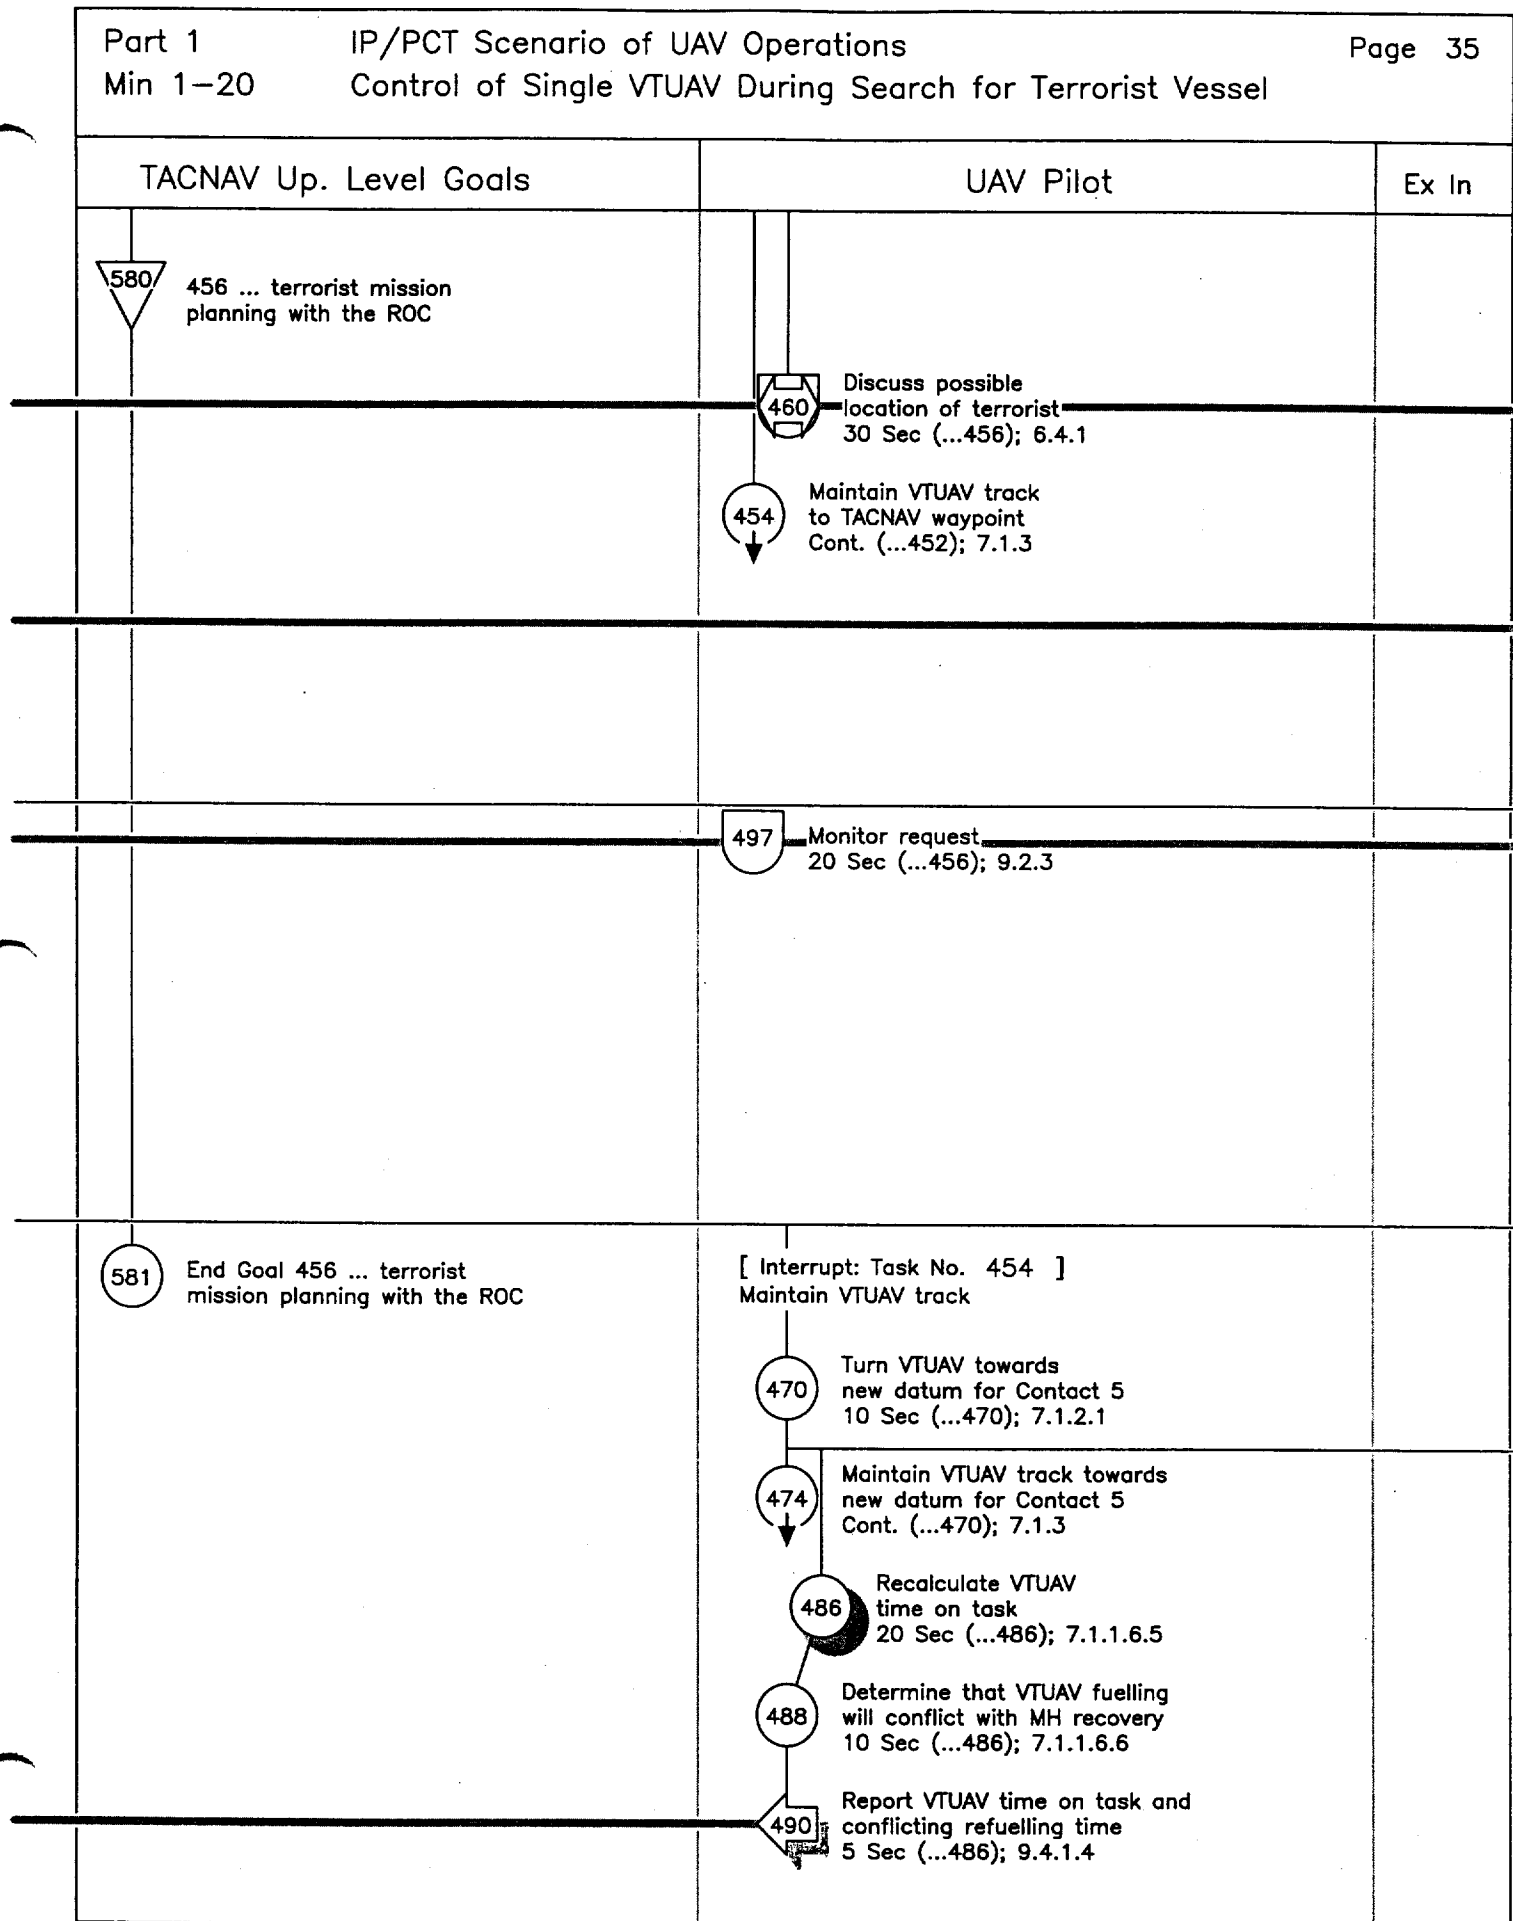 Part 1 IP/PCT Scenario of UAV Operations Page 35
Min 1-20 Control of Single VTUAV During Search for Terrorist Vessel
TACNAV Up. Level Goals UAV Pilot Ex In
580 456 ... terrorist mission
planning with the ROC
Discuss possible
460 location of terrorist
30 Sec (...456); 6.4.1
Maintain VTUAV track
454 to TACNAV waypoint
Cont. (...452); 7.1.3
497 Monitor request
20 Sec (...456); 9.2.3
581 End Goal 456 ... terrorist
mission planning with the ROC
[ Interrupt: Task No. 454 ]
Maintain VTUAV track
Turn VTUAV towards
470 new datum for Contact 5
10 Sec (...470); 7.1.2.1
Maintain VTUAV track towards
474 new datum for Contact 5
Cont. (...470); 7.1.3
Recalculate VTUAV
486 time on task
20 Sec (...486); 7.1.1.6.5
Determine that VTUAV fuelling
488 will conflict with MH recovery
10 Sec (...486); 7.1.1.6.6
Report VTUAV time on task and
490 conflicting refuelling time
5 Sec (...486); 9.4.1.4